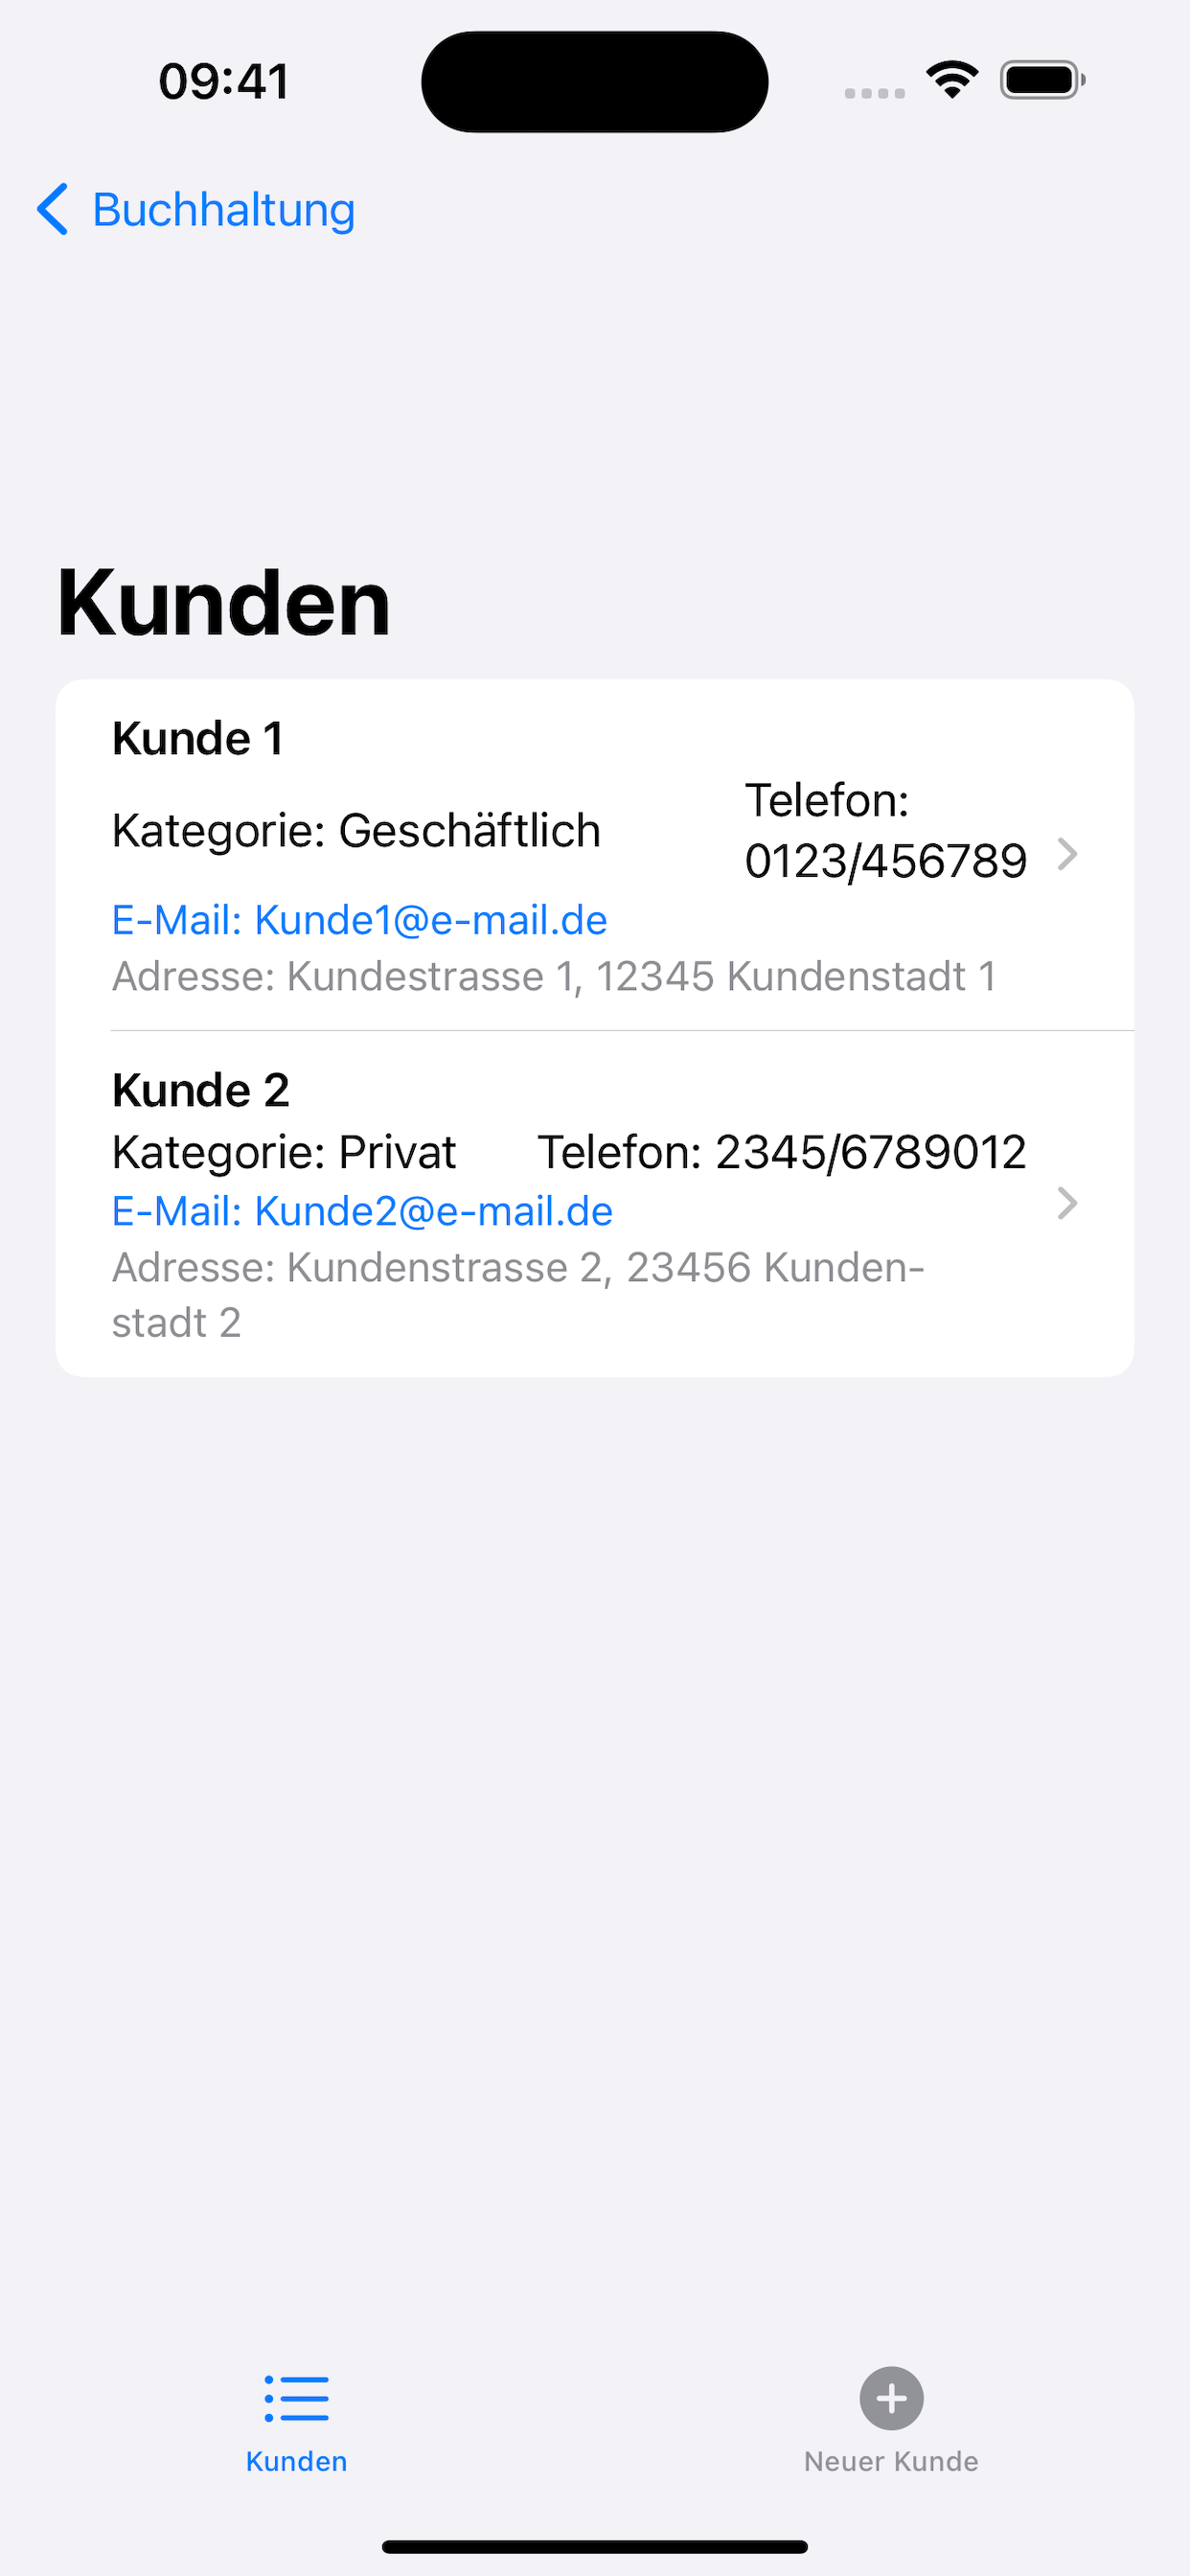 09:41
Buchhaltung
Kunden
Kunde 1
Kategorie: Geschäftlich
Telefon:
0123/456789
E-Mail: Kunde1@e-mail.de
Adresse: Kundestrasse 1, 12345 Kundenstadt 1
Kunde 2
Kategorie: Privat Telefon: 2345/6789012
E-Mail: Kunde2@e-mail.de
Adresse: Kundenstrasse 2, 23456 Kunden-
stadt 2
Kunden Neuer Kunde